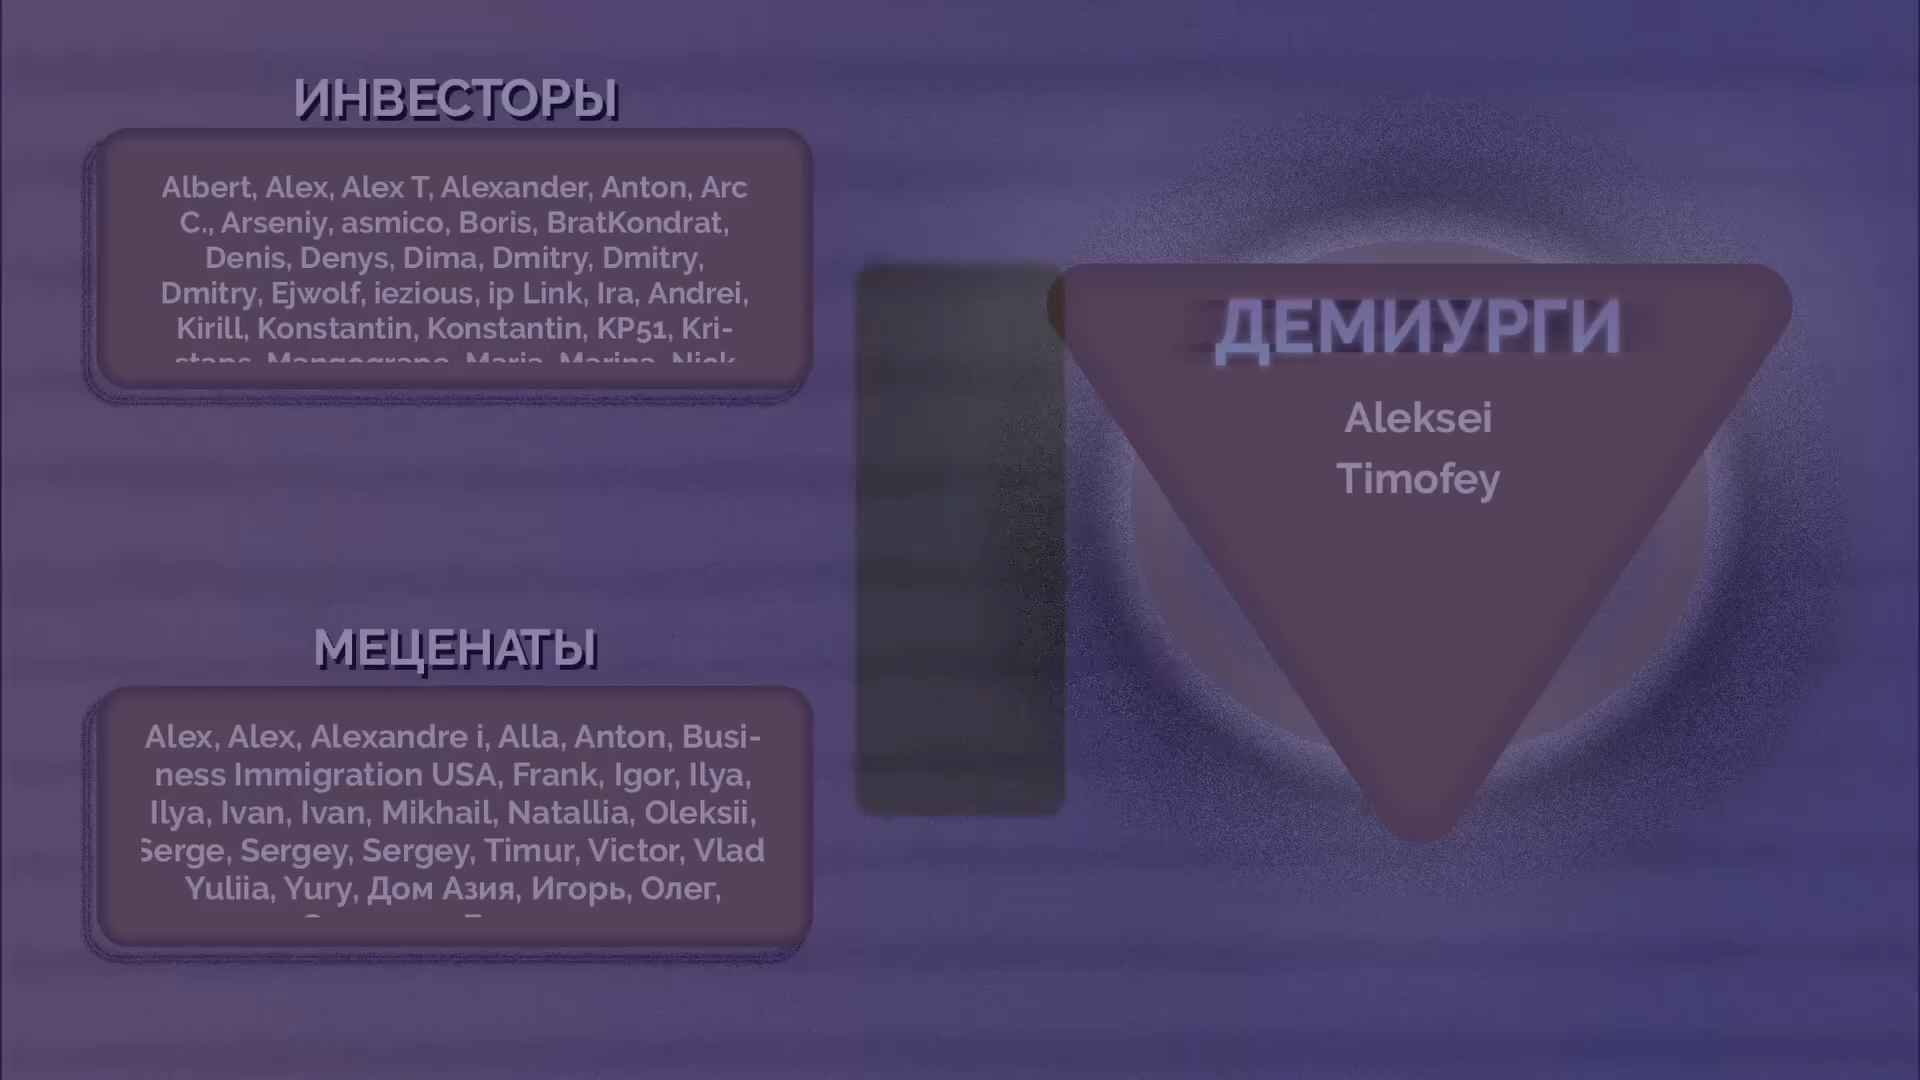 ИНВЕСТОРЫ
Albert, Alex, Alex T, Alexander, Anton, Arc
C., Arseniy, asmico, Boris, BratKondrat,
Denis, Denys, Dima, Dmitry, Dmitry,
Dmitry, Ejwolf, iezious, ip Link, Ira, Andrei,
Kirill, Konstantin, Konstantin, KP51, Kri-
МЕЦЕНАТЫ
Alex, Alex, Alexandre i, Alla, Anton, Busi-
ness Immigration USA, Frank, Igor, Ilya,
Ilya, Ivan, Ivan, Mikhail, Natallia, Oleksii,
Serge, Sergey, Sergey, Timur, Victor, Vlad
Yuliia, Yury, Дом Азия, Игорь, Олег,
ДЕМИУРГИ
Aleksei
Timofey